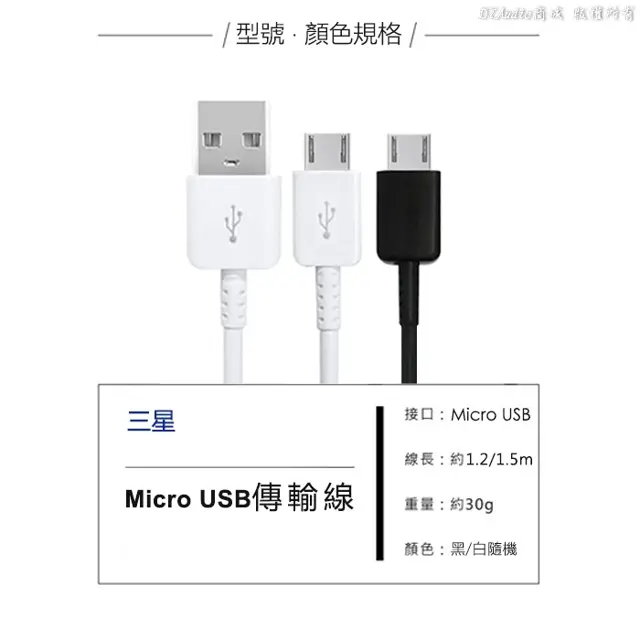 / 型號 · 顏色規格 /
三星
Micro USB傳輸線
接口：Micro USB
線長：約1.2/1.5m
重量：約30g
顏色：黑/白隨機